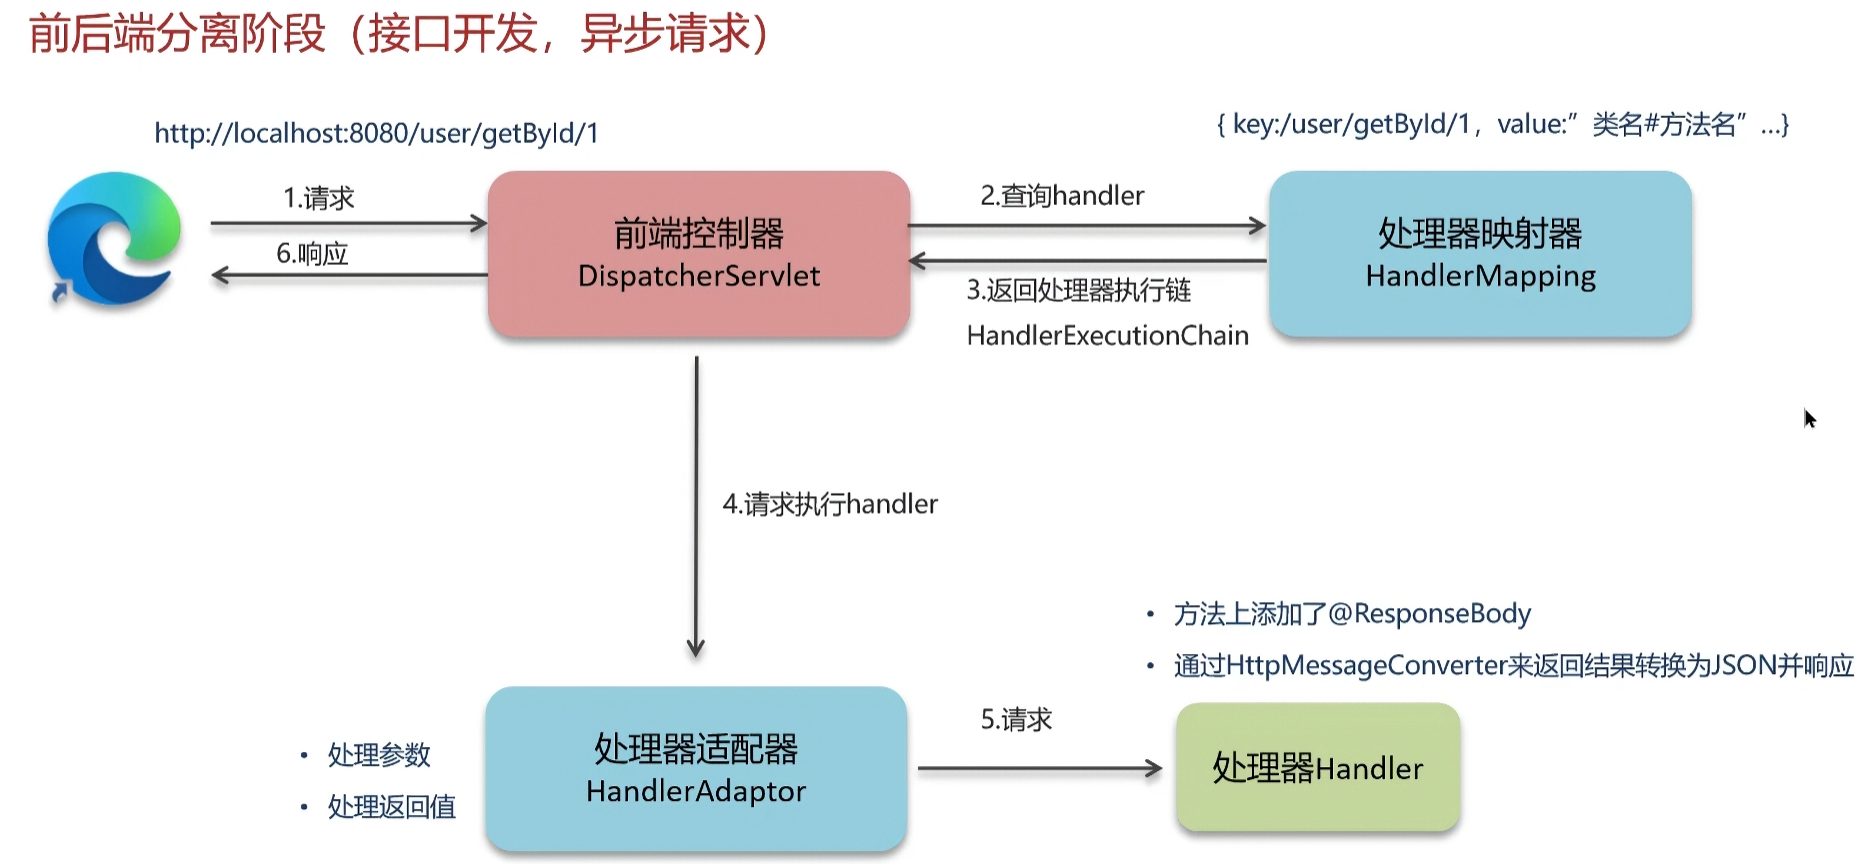 前后端分离阶段（接口开发，异步请求）
http://localhost:8080/user/getById/1
{ key:/user/getById/1，value:”类名#方法名”...}
1.请求
6.响应
前端控制器
DispatcherServlet
2.查询handler
3.返回处理器执行链
HandlerExecutionChain
处理器映射器
HandlerMapping
4.请求执行handler
• 方法上添加了@ResponseBody
• 通过HttpMessageConverter来返回结果转换为JSON并响应
• 处理参数
• 处理返回值
处理器适配器
HandlerAdaptor
5.请求
处理器Handler